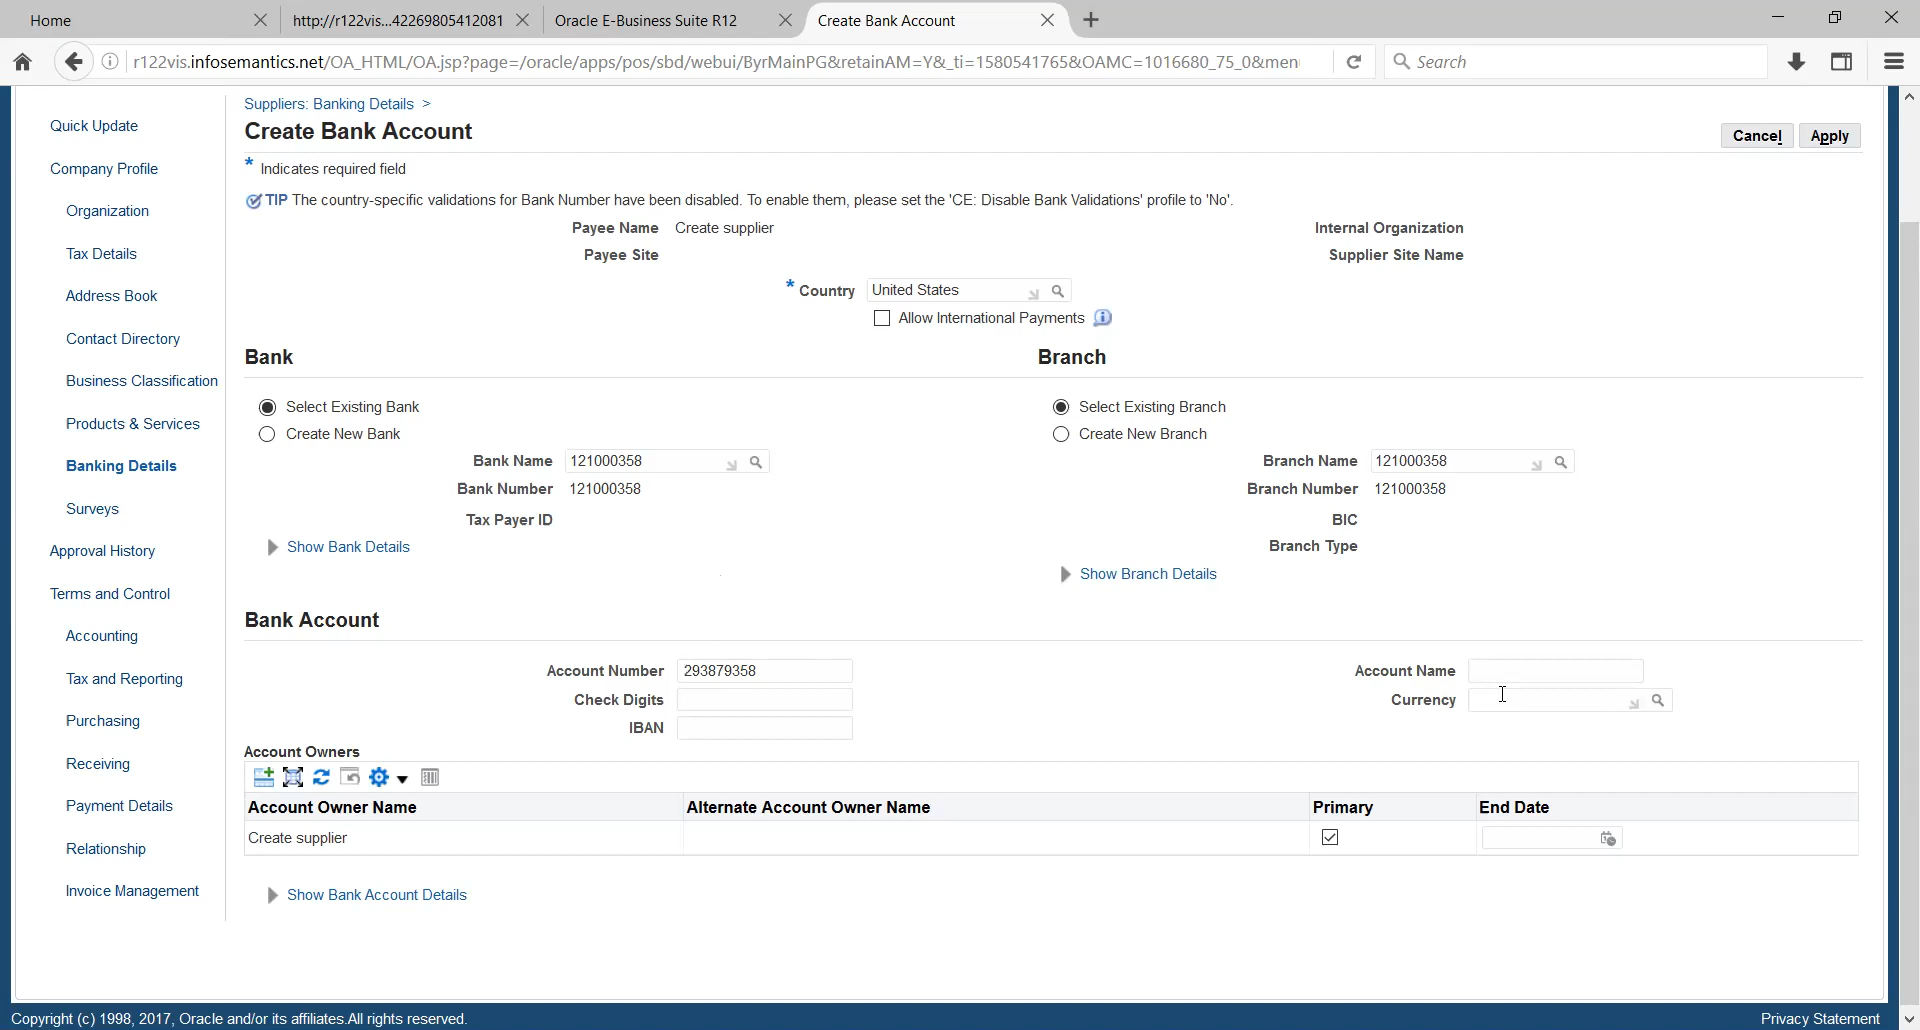 Home
http://r122vis...42269805412081
Oracle E-Business Suite R12
Create Bank Account
r122vis.infosemantics.net/OA_HTML/OA.jsp?page=/oracle/apps/pos/sbd/webui/ByrMainPG&retainAM=Y&_ti=1580541765&OAMC=1016680_75_0&men
Search
Quick Update
Company Profile
Organization
Tax Details
Address Book
Contact Directory
Business Classification
Products & Services
Banking Details
Surveys
Approval History
Terms and Control
Accounting
Tax and Reporting
Purchasing
Receiving
Payment Details
Relationship
Invoice Management
Suppliers: Banking Details >
Create Bank Account
Cancel Apply
* Indicates required field
TIP The country-specific validations for Bank Number have been disabled. To enable them, please set the 'CE: Disable Bank Validations' profile to 'No'.
Payee Name Create supplier
Payee Site
Internal Organization
Supplier Site Name
* Country United States
Allow International Payments
Bank
Select Existing Bank
Create New Bank
Bank Name 121000358
Bank Number 121000358
Tax Payer ID
Show Bank Details
Branch
Select Existing Branch
Create New Branch
Branch Name 121000358
Branch Number 121000358
BIC
Branch Type
Show Branch Details
Bank Account
Account Number 293879358
Check Digits
IBAN
Account Name
Currency
Account Owners
Account Owner Name Alternate Account Owner Name Primary End Date
Create supplier
Show Bank Account Details
Copyright (c) 1998, 2017, Oracle and/or its affiliates.All rights reserved.
Privacy Statement